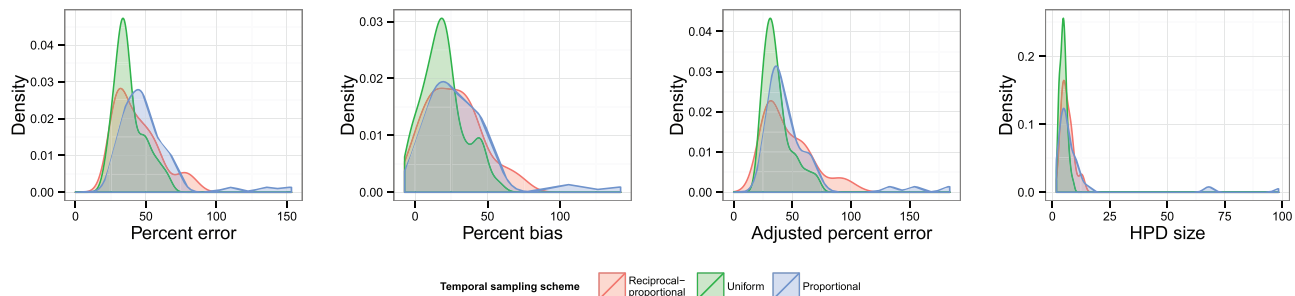 Density
0.04
0.03
0.02
0.01
0.00
0
50
100
150
Percent error
Density
0.03
0.02
0.01
0.00
0
50
100
Percent bias
Density
0.04
0.03
0.02
0.01
0.00
0
50
100
150
Adjusted percent error
Density
0.2
0.1
0.0
0
25
50
75
100
HPD size
Temporal sampling scheme
Reciprocal−
proportional
Uniform
Proportional